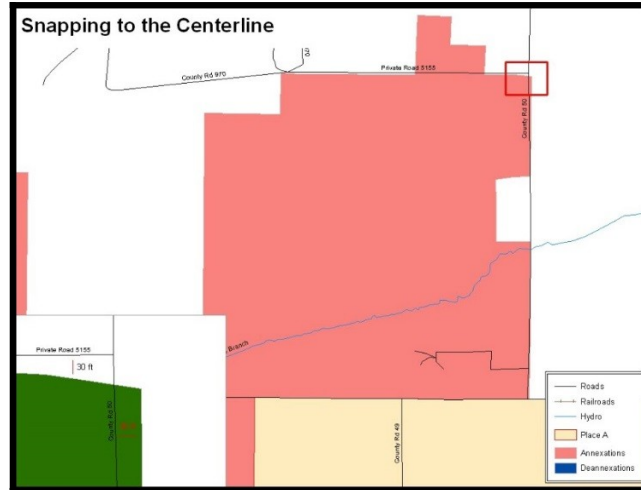 Snapping to the Centerline
70
Private Road 5155
County Rd 970
County Rd 50
Branch
Private Road 5155
30 ft
County Rd 50
County Rd 49
Roads
Railroads
Hydro
Place A
Annexations
Deannexations